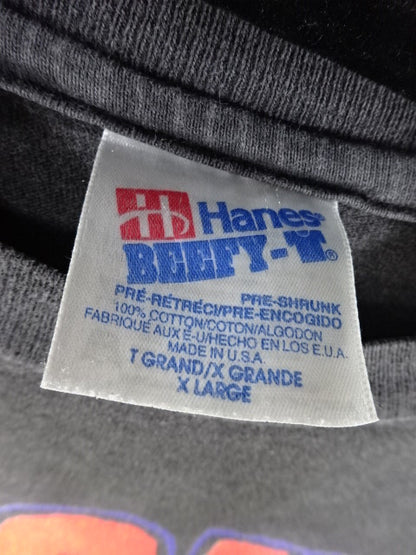 Hanes®
BEEFY-T®
PRÉ-RÉTRÉCI/PRE-ENCOGIDO PRE-SHRUNK
100% COTTON/COTON/ALGODON
FABRIQUÉ AUX É-U/HECHO EN LOS E.U.A.
MADE IN U.S.A.
T GRAND/X GRANDE
X LARGE